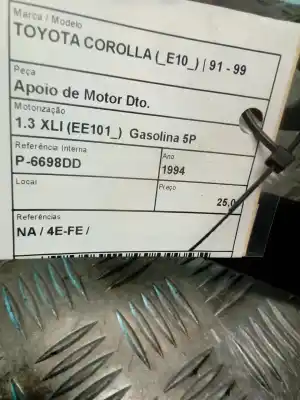 Marca / Modelo
TOYOTA COROLLA (_E10_) | 91 - 99
Peça
Apoio de Motor Dto.
Motorização
1.3 XLI (EE101_) Gasolina 5P
Referência Interna
P-6698DD
Ano
1994
Local
Preço
25,0
Referências
NA / 4E-FE /